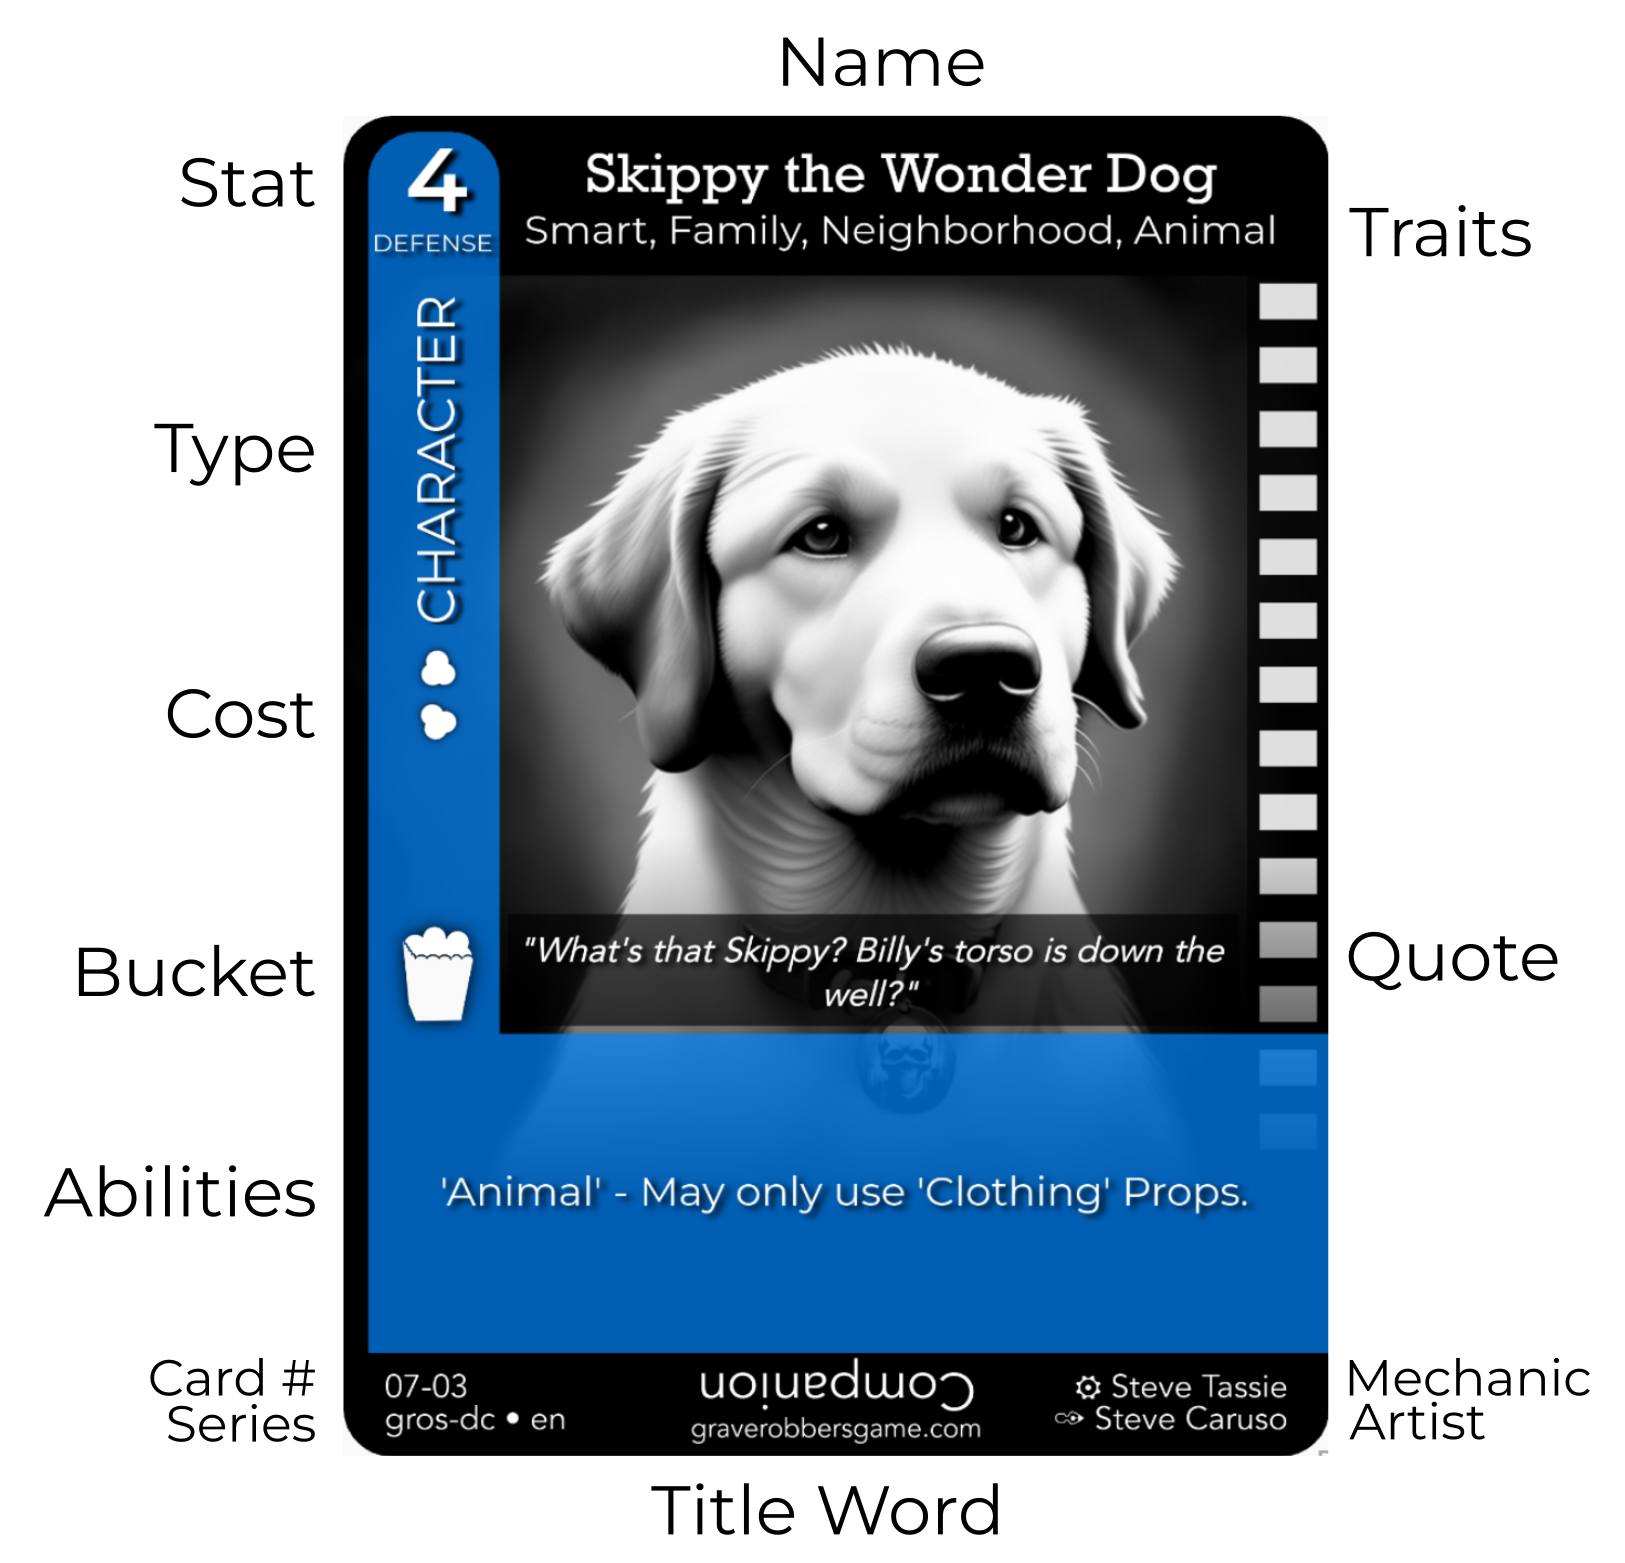 Name
Stat
4
DEFENSE
Skippy the Wonder Dog
Smart, Family, Neighborhood, Animal
Traits
Type
CHARACTER
Cost
Bucket
"What's that Skippy? Billy's torso is down the
well?"
Quote
Abilities
'Animal' - May only use 'Clothing' Props.
Card #
Series
07-03
gros-dc • en
Companion
graverobbersgame.com
Steve Tassie
Steve Caruso
Mechanic
Artist
Title Word